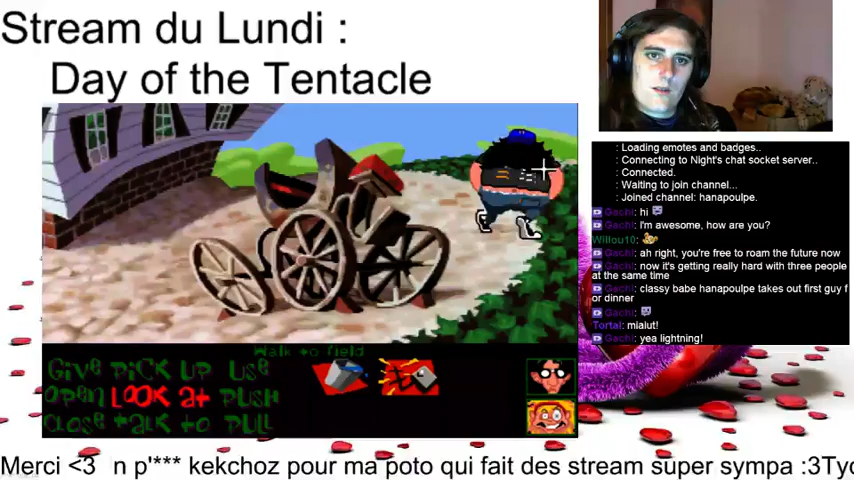 Stream du Lundi :
Day of the Tentacle
: Loading emotes and badges..
: Connecting to Night's chat socket server..
: Connected.
: Waiting to join channel...
: Joined channel: hanapoulpe.
Gachi: hi
Gachi: I'm awesome, how are you?
Willou10:
Gachi: ah right, you're free to roam the future now
Gachi: now it's getting really hard with three people
at the same time
Gachi: classy babe hanapoulpe takes out first guy f
or dinner
Gachi:
Tortal: mialut!
Gachi: yea lightning!
Walk to field
Give Pick up Use
Open Look at Push
Close Talk to Pull
Merci <3 n p'*** kekchoz pour ma poto qui fait des stream super sympa :3Tyc